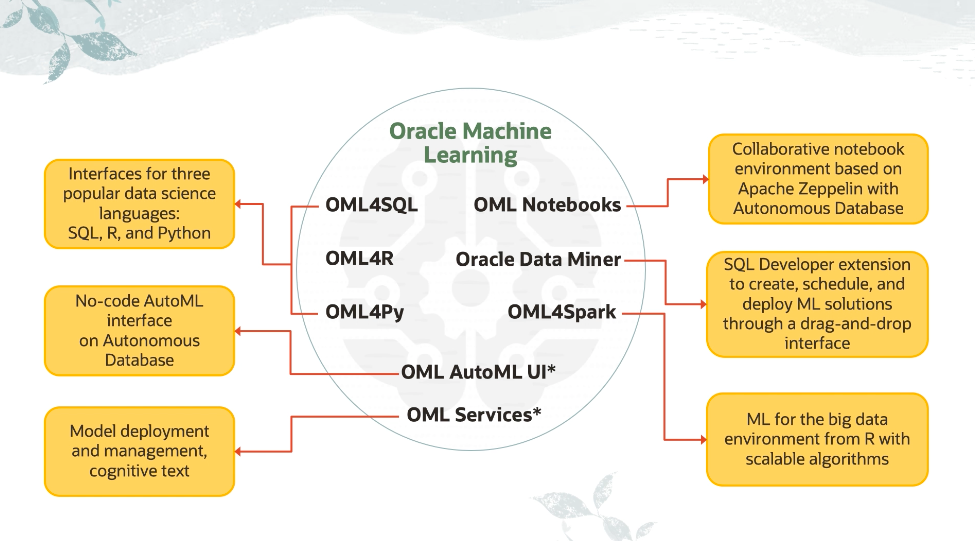 Oracle Machine
Learning
Interfaces for three
popular data science
languages:
SQL, R, and Python
No-code AutoML
interface
on Autonomous
Database
Model deployment
and management,
cognitive text
OML4SQL
OML4R
OML4Py
OML Notebooks
Oracle Data Miner
OML4Spark
OML AutoML UI*
OML Services*
Collaborative notebook
environment based on
Apache Zeppelin with
Autonomous Database
SQL Developer extension
to create, schedule, and
deploy ML solutions
through a drag-and-drop
interface
ML for the big data
environment from R with
scalable algorithms